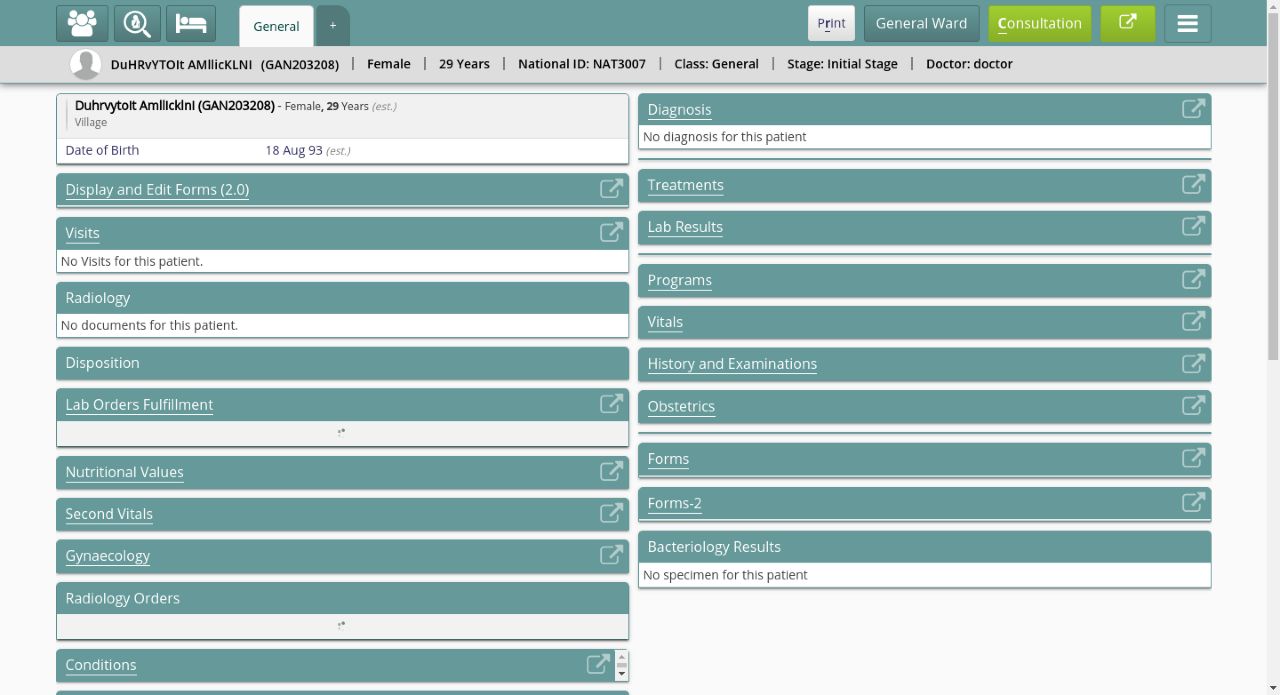 General
+
Print
General Ward
Consultation
DuHRvYTOIt AMIlicKLNI (GAN203208) | Female | 29 Years | National ID: NAT3007 | Class: General | Stage: Initial Stage | Doctor: doctor
Duhrvytoit Amlilcklni (GAN203208) - Female, 29 Years (est.)
Village
Date of Birth 18 Aug 93 (est.)
Display and Edit Forms (2.0)
Visits
No Visits for this patient.
Radiology
No documents for this patient.
Disposition
Lab Orders Fulfillment
Nutritional Values
Second Vitals
Gynaecology
Radiology Orders
Conditions
Diagnosis
No diagnosis for this patient
Treatments
Lab Results
Programs
Vitals
History and Examinations
Obstetrics
Forms
Forms-2
Bacteriology Results
No specimen for this patient